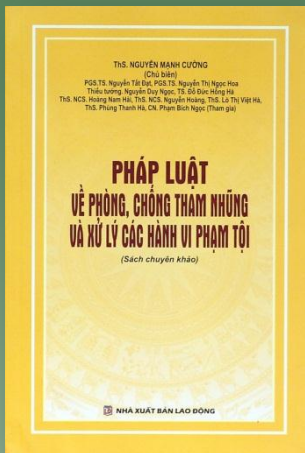 ThS. NGUYỄN MẠNH CƯỜNG
(Chủ biên)
PGS.TS. Nguyễn Tất Đạt, PGS.TS. Nguyễn Thị Ngọc Hoa
Thiếu tướng. Nguyễn Duy Ngọc, TS. Đỗ Đức Hồng Hà
ThS. NCS. Hoàng Nam Hải, ThS. NCS. Nguyễn Hoàng, ThS. Lò Thị Việt Hà,
ThS. Phùng Thanh Hà, CN. Phạm Bích Ngọc (Tham gia)
PHÁP LUẬT
VỀ PHÒNG, CHỐNG THAM NHŨNG
VÀ XỬ LÝ CÁC HÀNH VI PHẠM TỘI
(Sách chuyên khảo)
NHÀ XUẤT BẢN LAO ĐỘNG